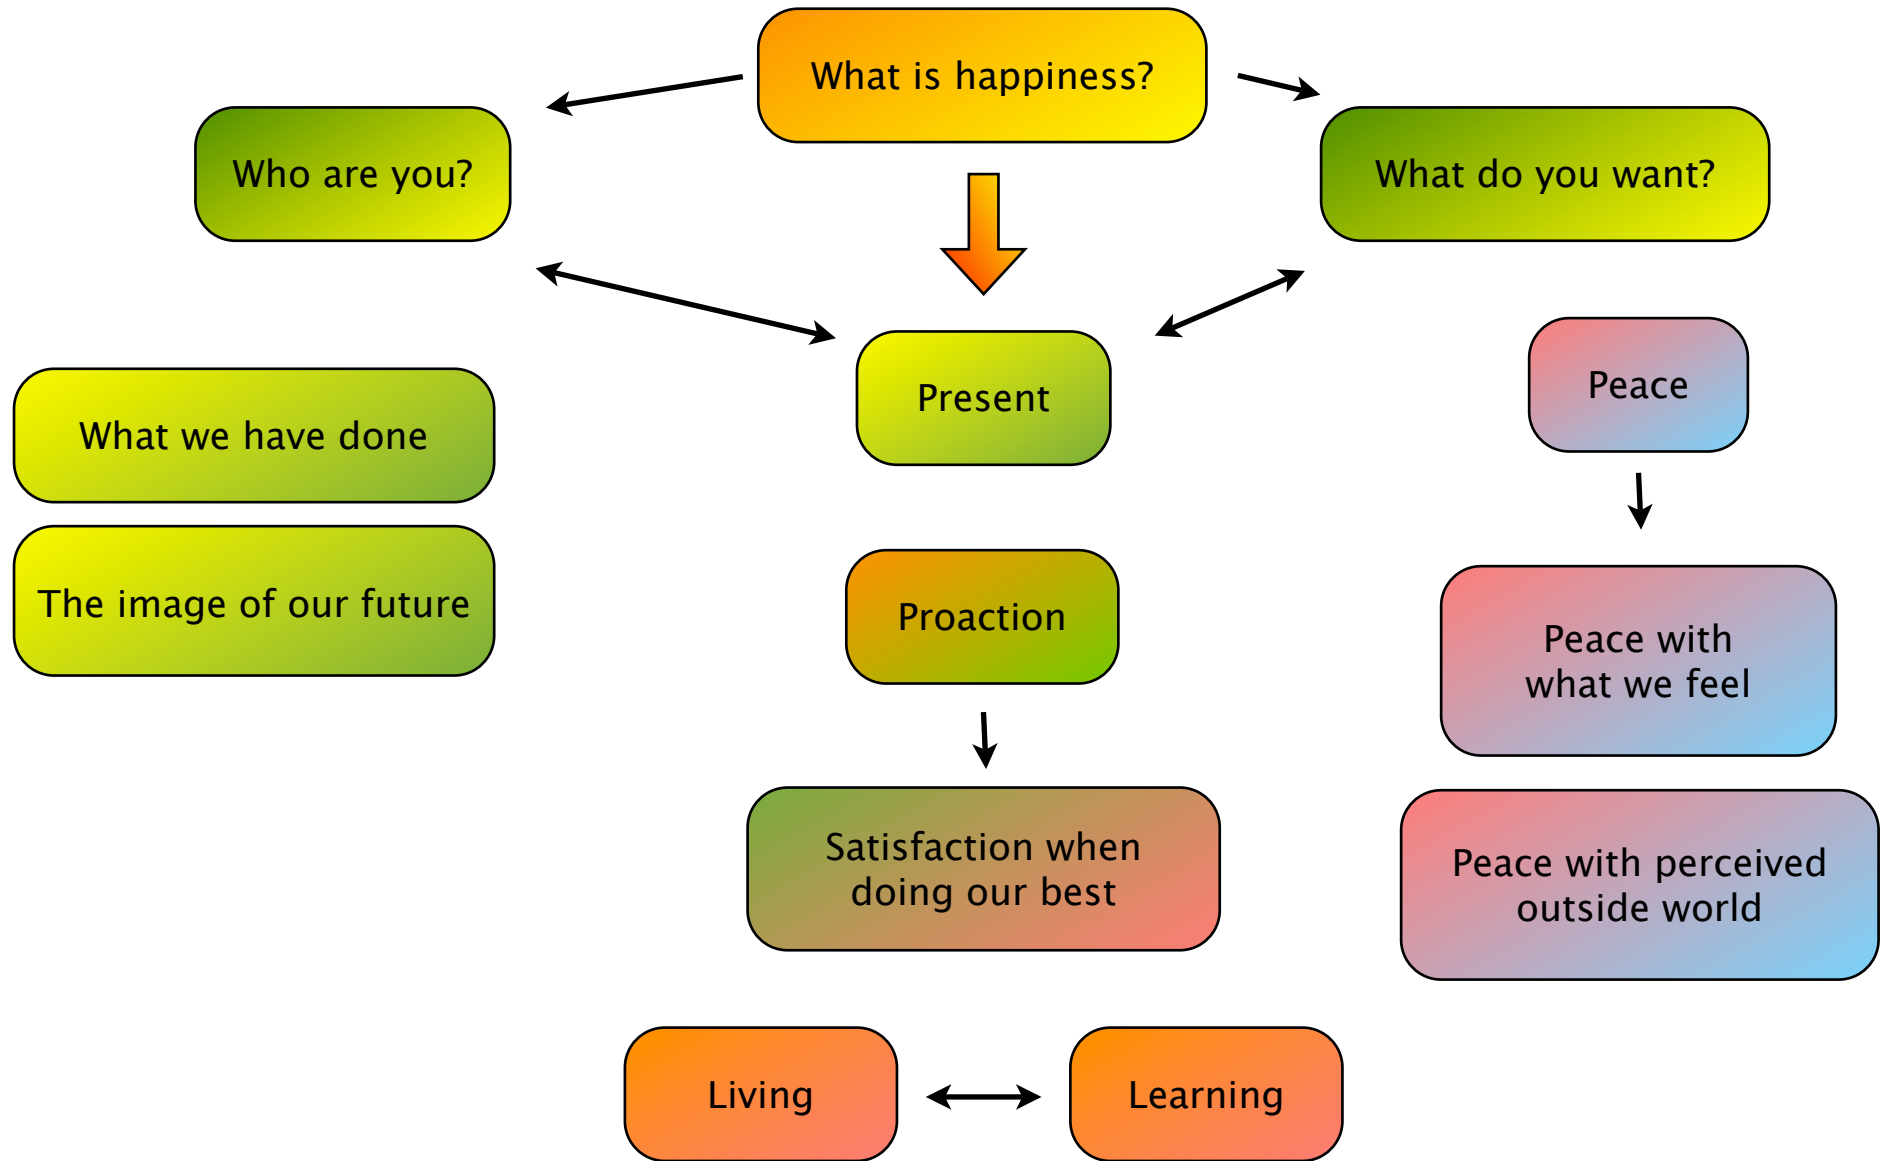 What is happiness?
Who are you?
What do you want?
Present
Peace
What we have done
The image of our future
Proaction
Peace with
what we feel
Satisfaction when
doing our best
Peace with perceived
outside world
Living
Learning